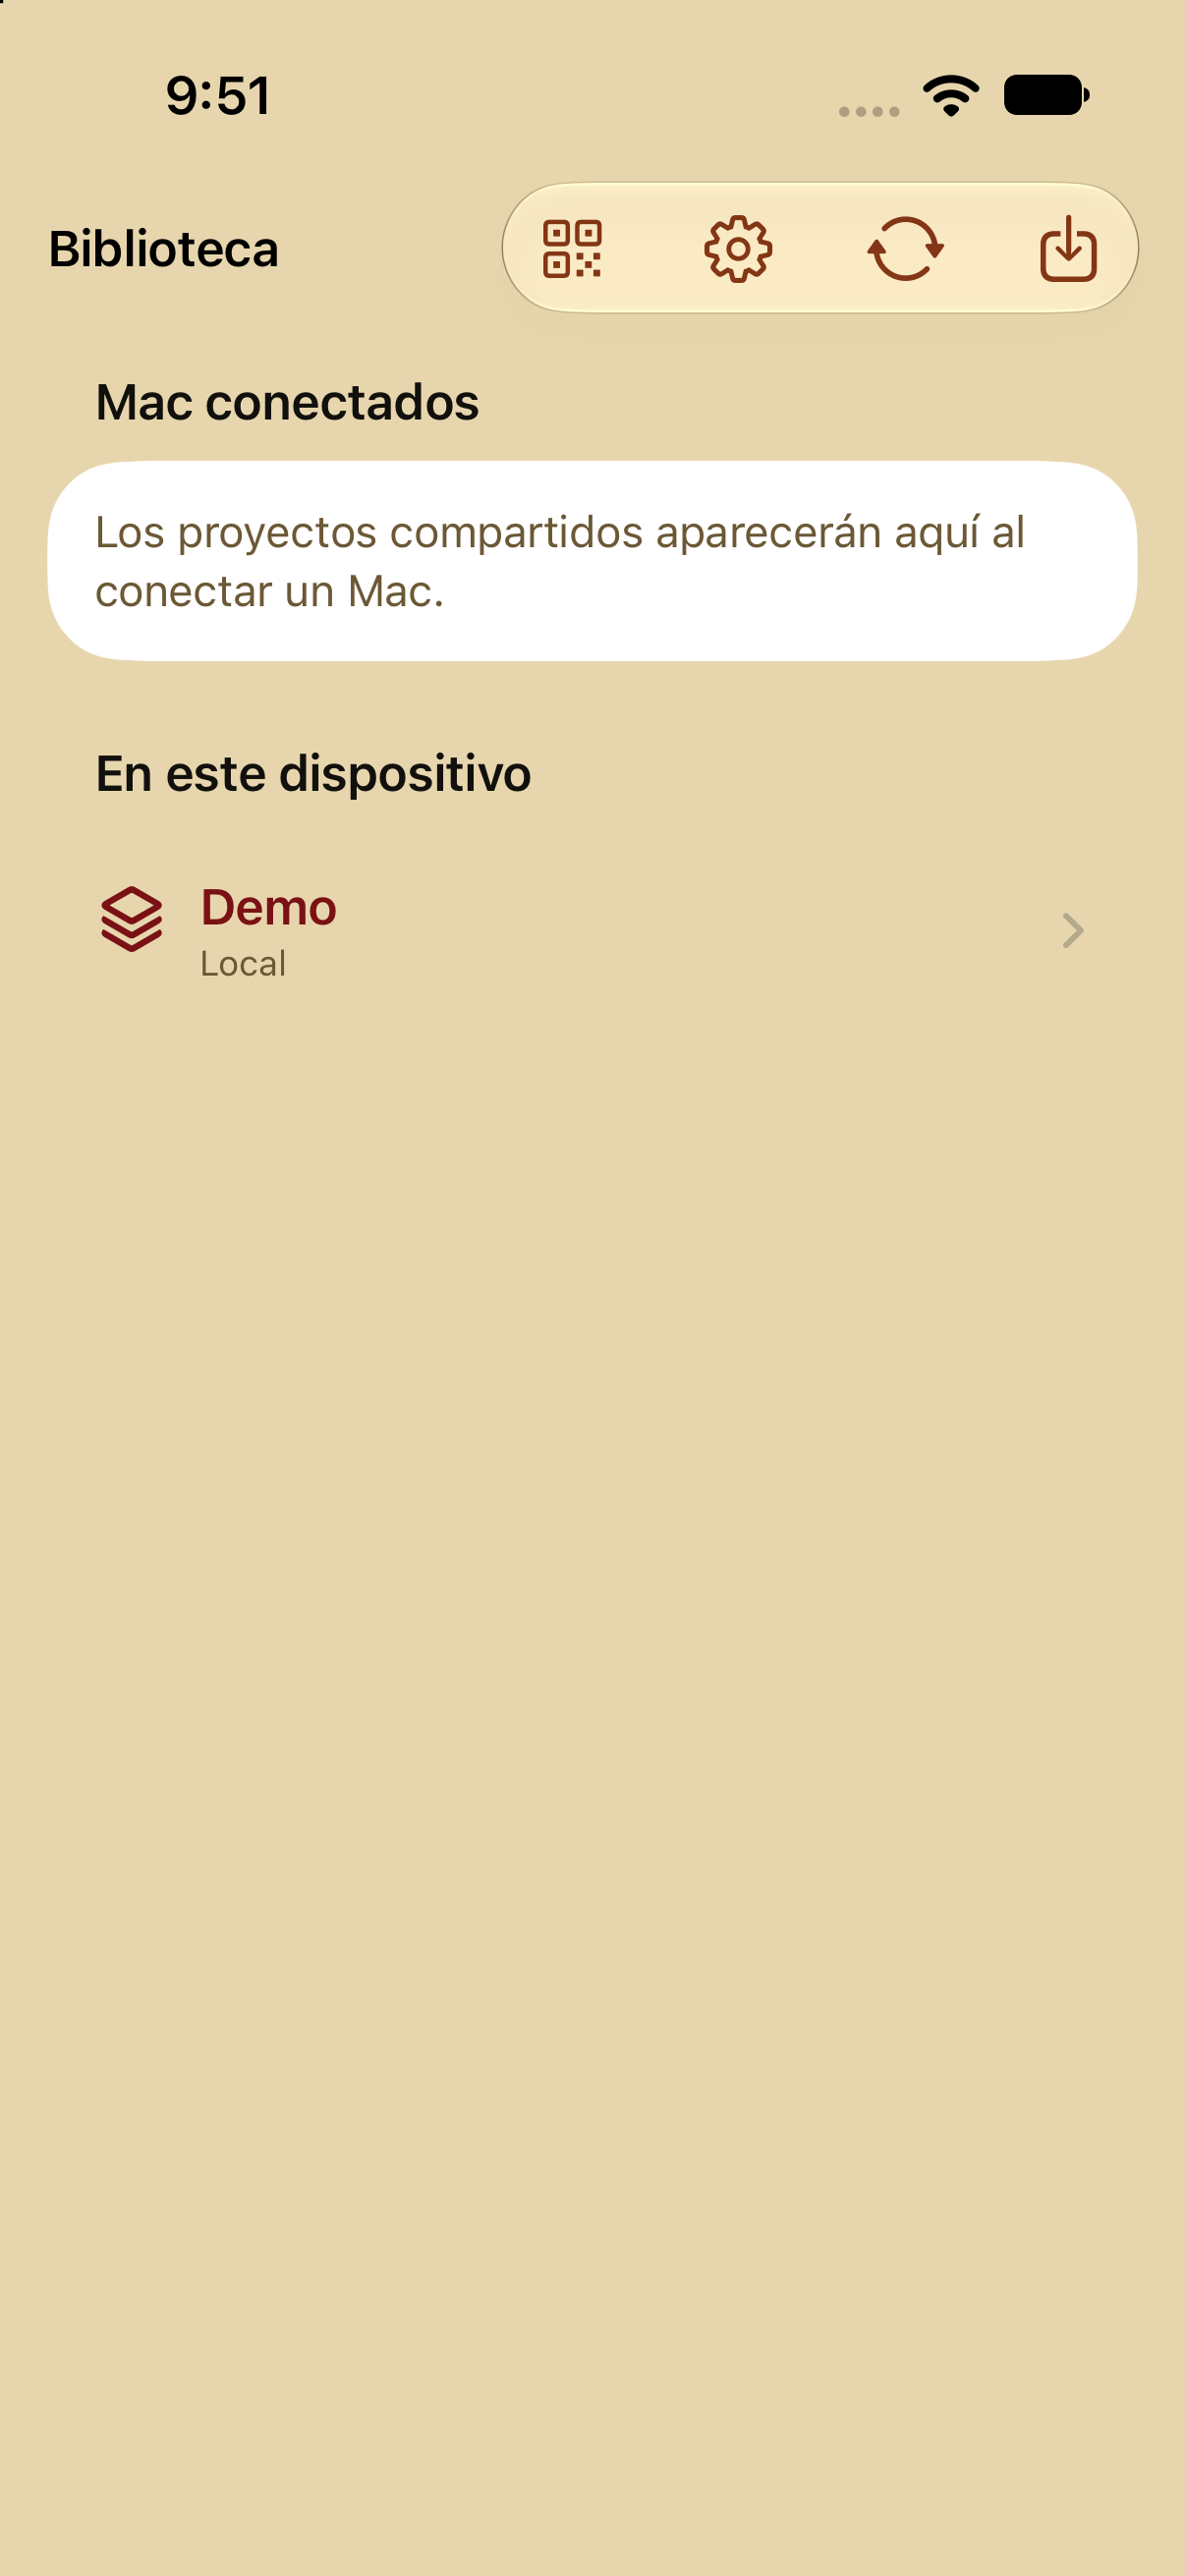 9:51
Biblioteca
Mac conectados
Los proyectos compartidos aparecerán aquí al
conectar un Mac.
En este dispositivo
Demo
Local